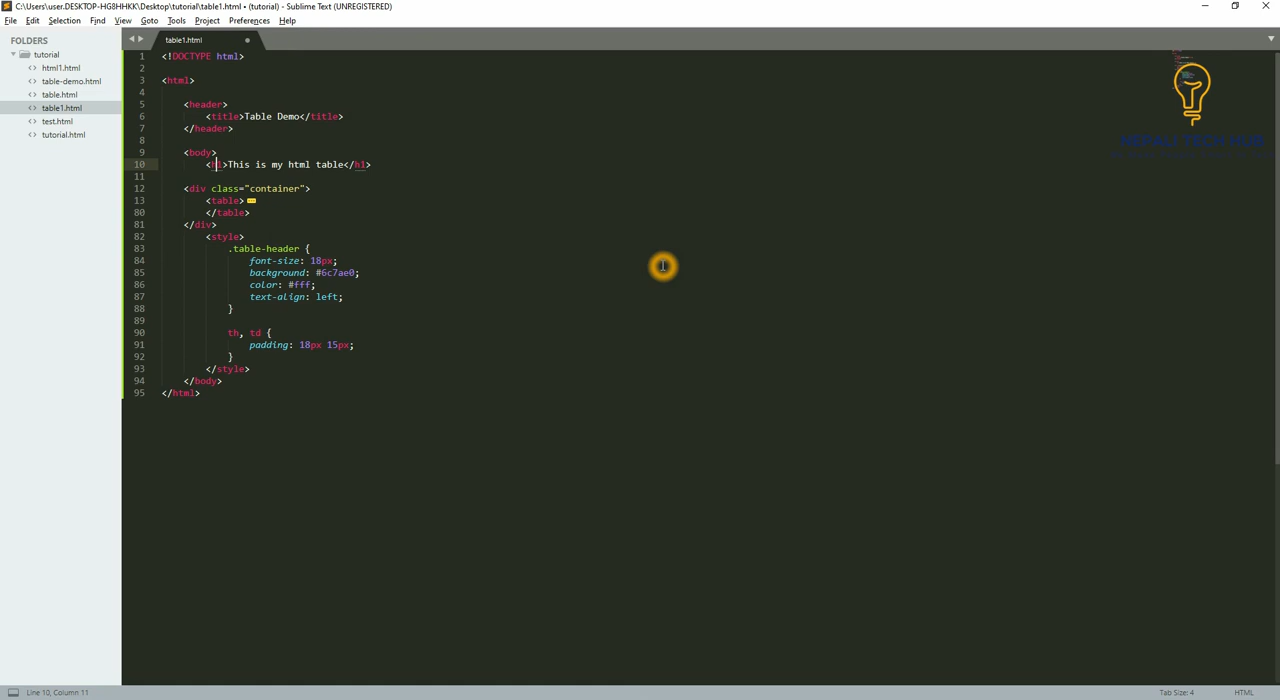 C:\Users\user.DESKTOP-HG8HHKK\Desktop\tutorial\table1.html • (tutorial) - Sublime Text (UNREGISTERED)
File Edit Selection Find View Goto Tools Project Preferences Help
FOLDERS
tutorial
html1.html
table-demo.html
table.html
table1.html
test.html
tutorial.html
table1.html
1 <!DOCTYPE html>
2
3 <html>
4
5 <header>
6 <title>Table Demo</title>
7 </header>
8
9 <body>
10 <h1>This is my html table</h1>
11
12 <div class="container">
13 <table>
80 </table>
81 </div>
82 <style>
83 .table-header {
84 font-size: 18px;
85 background: #6c7ae0;
86 color: #fff;
87 text-align: left;
88 }
89
90 th, td {
91 padding: 18px 15px;
92 }
93 </style>
94 </body>
95 </html>
NEPALI TECH HUB
Line 10, Column 11
Tab Size: 4
HTML